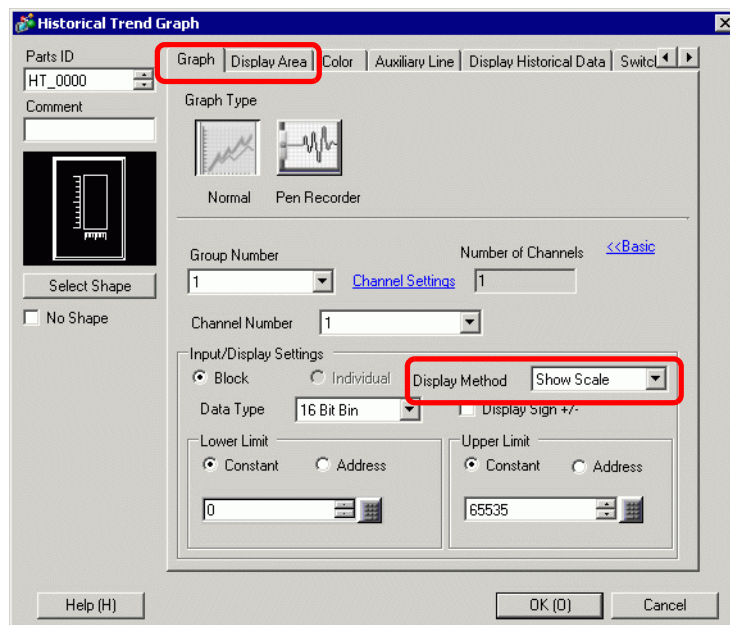 Historical Trend Graph
Parts ID
HT_0000
Comment
Select Shape
No Shape
Graph Display Area Color Auxiliary Line Display Historical Data
Graph Type
Normal Pen Recorder
Group Number Number of Channels <<Basic
1 Channel Settings 1
Channel Number 1
Input/Display Settings
Block Individual Display Method Show Scale
Data Type 16 Bit Bin Display Sign +/-
Lower Limit Upper Limit
Constant Address Constant Address
0 65535
Help (H) OK (O) Cancel